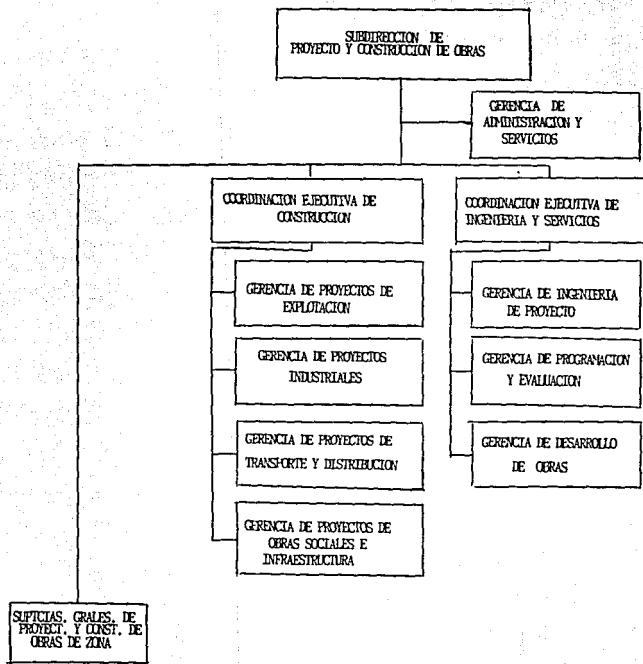 SUBDIRECCION DE
PROYECTO Y CONSTRUCCION DE OBRAS
GERENCIA DE
ADMINISTRACION Y
SERVICIOS
COORDINACION EJECUTIVA DE
CONSTRUCCION
COORDINACION EJECUTIVA DE
INGENIERIA Y SERVICIOS
GERENCIA DE PROYECTOS DE
EXPLOTACION
GERENCIA DE PROYECTOS
INDUSTRIALES
GERENCIA DE PROYECTOS DE
TRANSPORTE Y DISTRIBUCION
GERENCIA DE PROYECTOS DE
OBRAS SOCIALES E
INFRAESTRUCTURA
GERENCIA DE INGENIERIA
DE PROYECTO
GERENCIA DE PROGRAMACION
Y EVALUACION
GERENCIA DE DESARROLLO
DE OBRAS
SUPTCIAS. GRALES. DE
PROYECT. Y CONST. DE
OBRAS DE ZONA